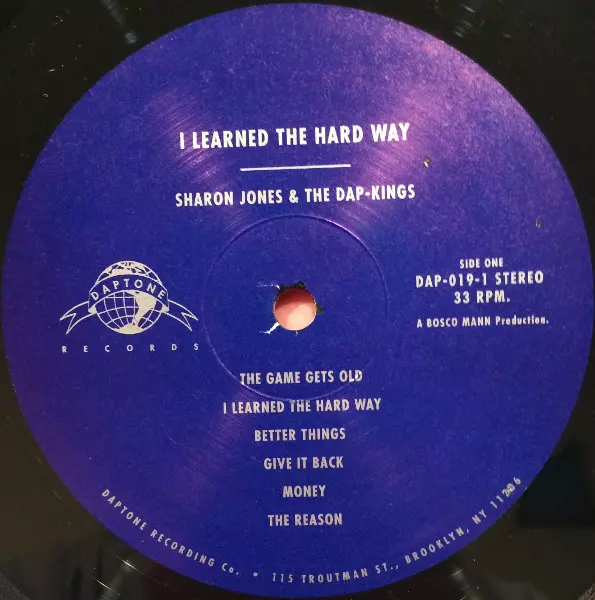 I LEARNED THE HARD WAY
SHARON JONES & THE DAP-KINGS
SIDE ONE
DAP-019-1 STEREO
33 RPM.
A BOSCO MANN Production.
DAPTONE
RECORDS
THE GAME GETS OLD
I LEARNED THE HARD WAY
BETTER THINGS
GIVE IT BACK
MONEY
THE REASON
DAPTONE RECORDING Co. • 115 TROUTMAN ST., BROOKLYN, NY 11206